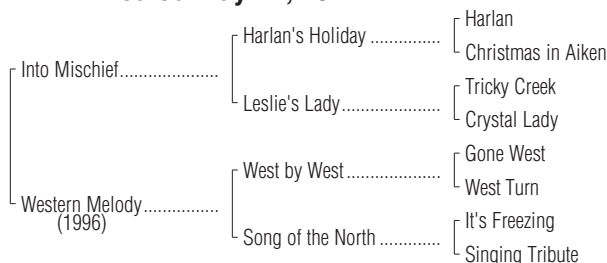 Harlan
Harlan's Holiday ................
Christmas in Aiken
Into Mischief.....................
Tricky Creek
Leslie's Lady .....................
Crystal Lady
Gone West
West by West....................
West Turn
Western Melody................
(1996)
It's Freezing
Song of the North .............
Singing Tribute